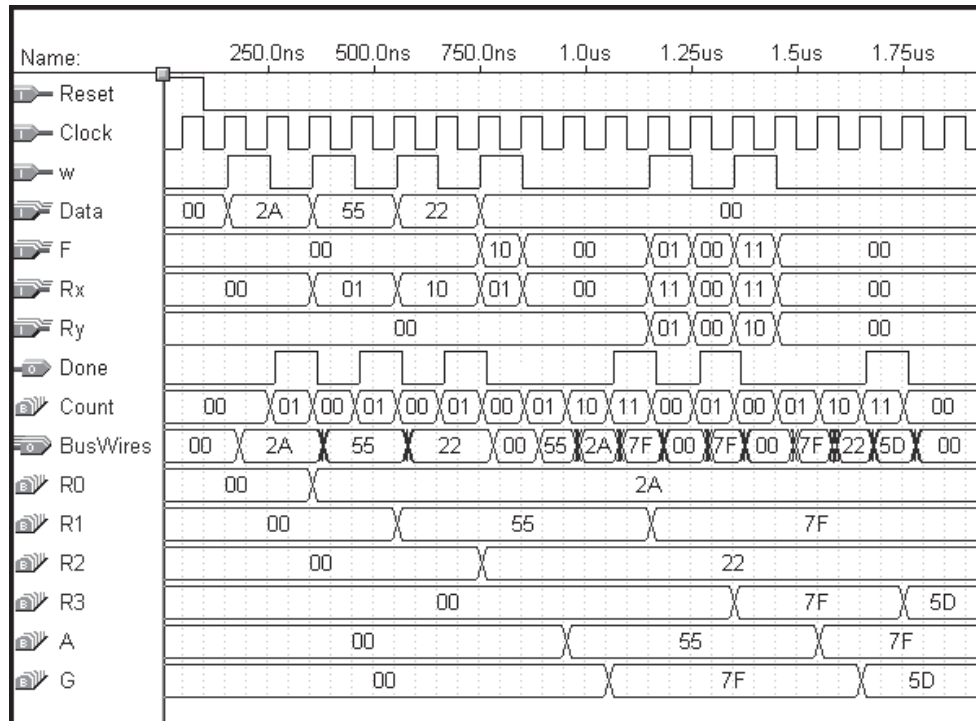 Name: 250.0ns 500.0ns 750.0ns 1.0us 1.25us 1.5us 1.75us
Reset
Clock
w
Data 00 2A 55 22 00
F 00 10 00 01 00 11 00
Rx 00 01 10 01 00 11 00 11 00
Ry 00 01 00 10 00
Done
Count 00 01 00 01 00 01 00 01 10 11 00 01 00 01 10 11 00
BusWires 00 2A 55 22 00 55 2A 7F 00 7F 00 7F 22 5D 00
R0 00 2A
R1 00 55 7F
R2 00 22
R3 00 7F 5D
A 00 55 7F
G 00 7F 5D